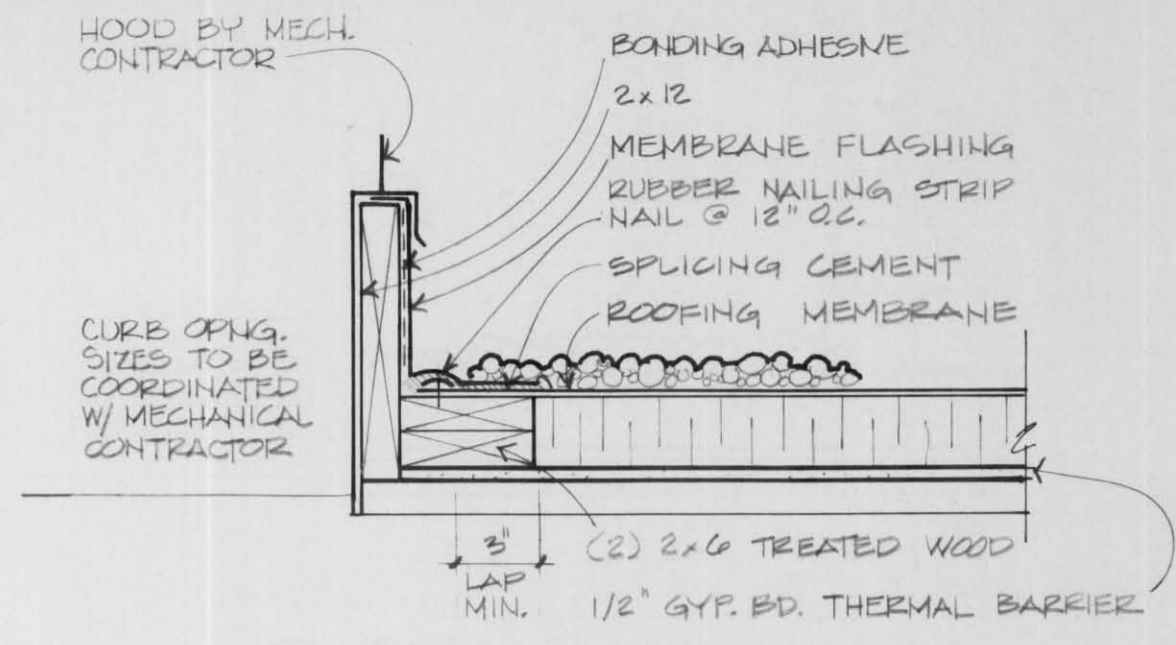 HOOD BY MECH.
CONTRACTOR
BONDING ADHESIVE
2x12
MEMBRANE FLASHING
RUBBER NAILING STRIP
NAIL @ 12" O.C.
SPLICING CEMENT
ROOFING MEMBRANE
CURB OPNG.
SIZES TO BE
COORDINATED
W/ MECHANICAL
CONTRACTOR
3"
LAP
MIN.
(2) 2x6 TREATED WOOD
1/2" GYP. BD. THERMAL BARRIER